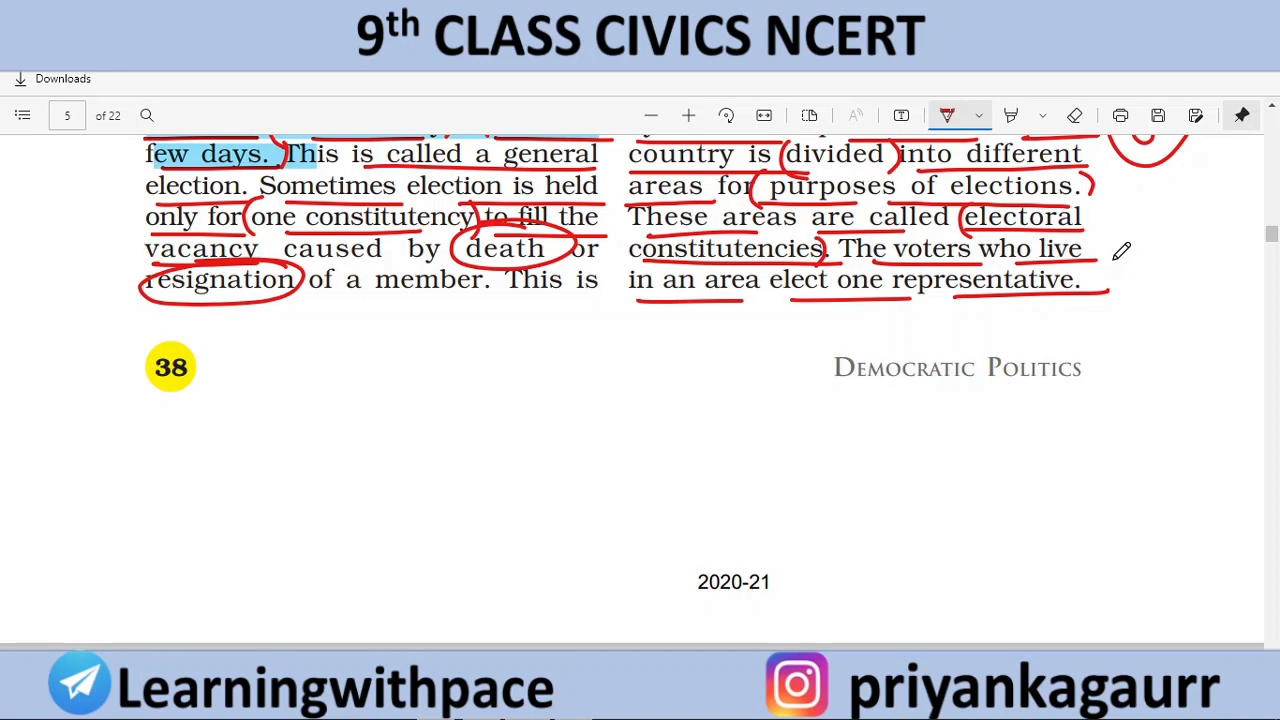 9th CLASS CIVICS NCERT
Downloads
5 of 22
few days. This is called a general
election. Sometimes election is held
only for one constitutency to fill the
vacancy caused by death or
resignation of a member. This is
country is divided into different
areas for purposes of elections.
These areas are called electoral
constitutencies. The voters who live
in an area elect one representative.
38
DEMOCRATIC POLITICS
2020-21
Learningwithpace
priyankagaurr